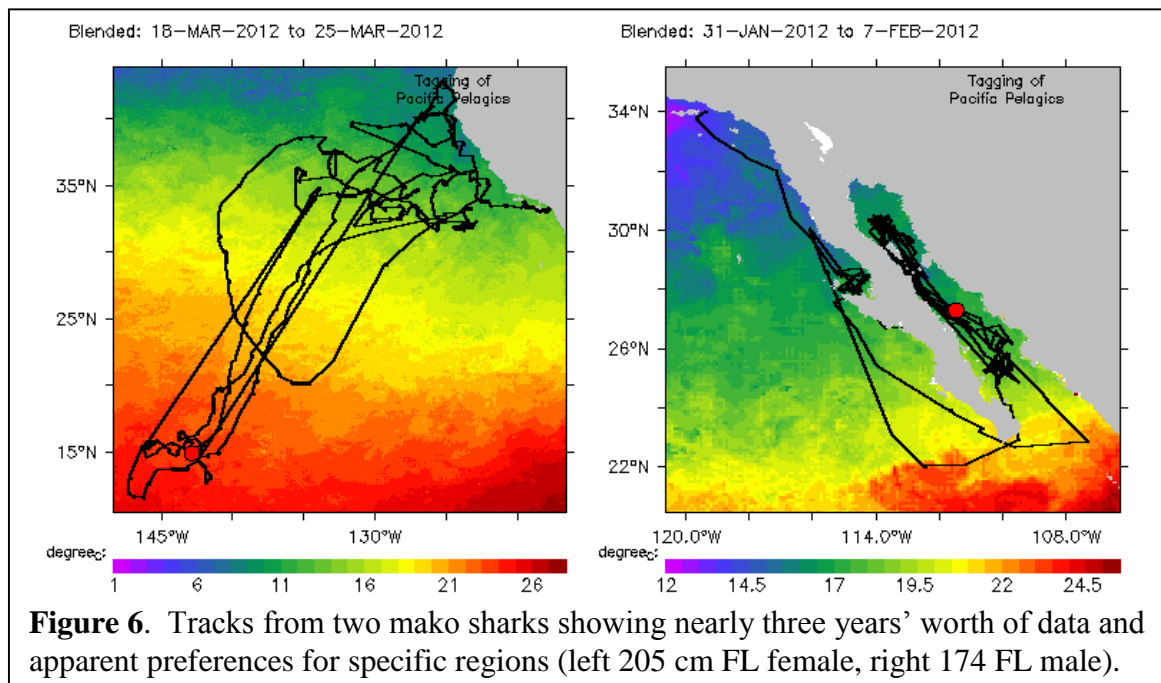 Blended: 18-MAR-2012 to 25-MAR-2012
Blended: 31-JAN-2012 to 7-FEB-2012
Tagging of
Pacific Pelagics
35°N
25°N
15°N
145°W
130°W
degree_C:
1 6 11 16 21 26
Tagging of
Pacific Pelagics
34°N
30°N
26°N
22°N
120.0°W
114.0°W
108.0°W
degree_C:
12 14.5 17 19.5 22 24.5
Figure 6. Tracks from two mako sharks showing nearly three years’ worth of data and
apparent preferences for specific regions (left 205 cm FL female, right 174 FL male).